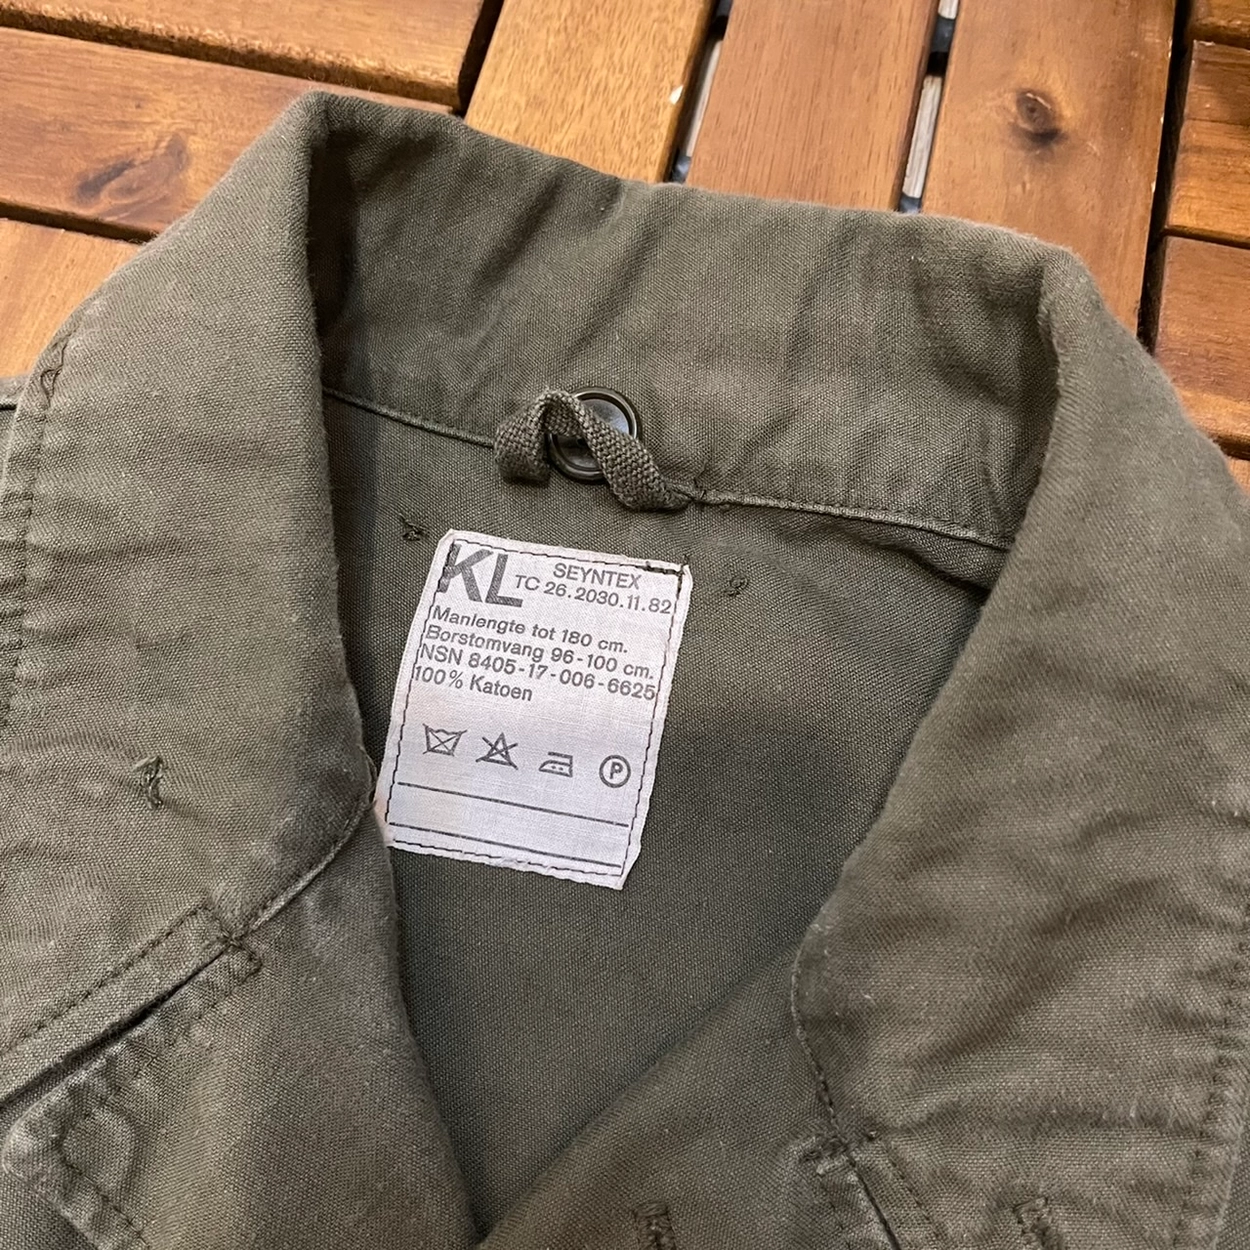 KL SEYNTEX
TC 26.2030.11.82
Manlengte tot 180 cm.
Borstomvang 96-100 cm.
NSN 8405-17-006-6625
100% Katoen
P